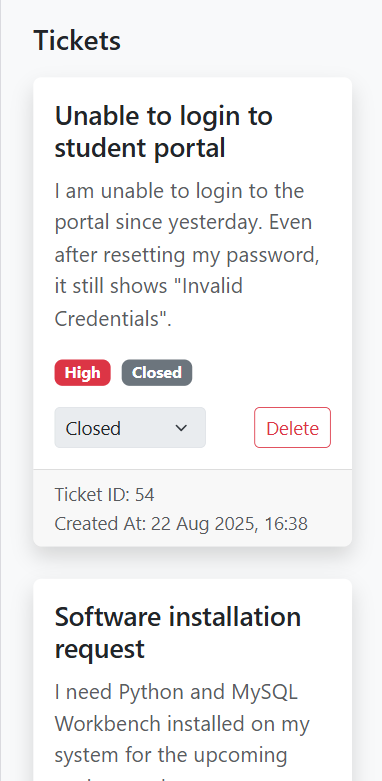 Tickets
Unable to login to
student portal
I am unable to login to the
portal since yesterday. Even
after resetting my password,
it still shows "Invalid
Credentials".
High Closed
Closed Delete
Ticket ID: 54
Created At: 22 Aug 2025, 16:38
Software installation
request
I need Python and MySQL
Workbench installed on my
system for the upcoming